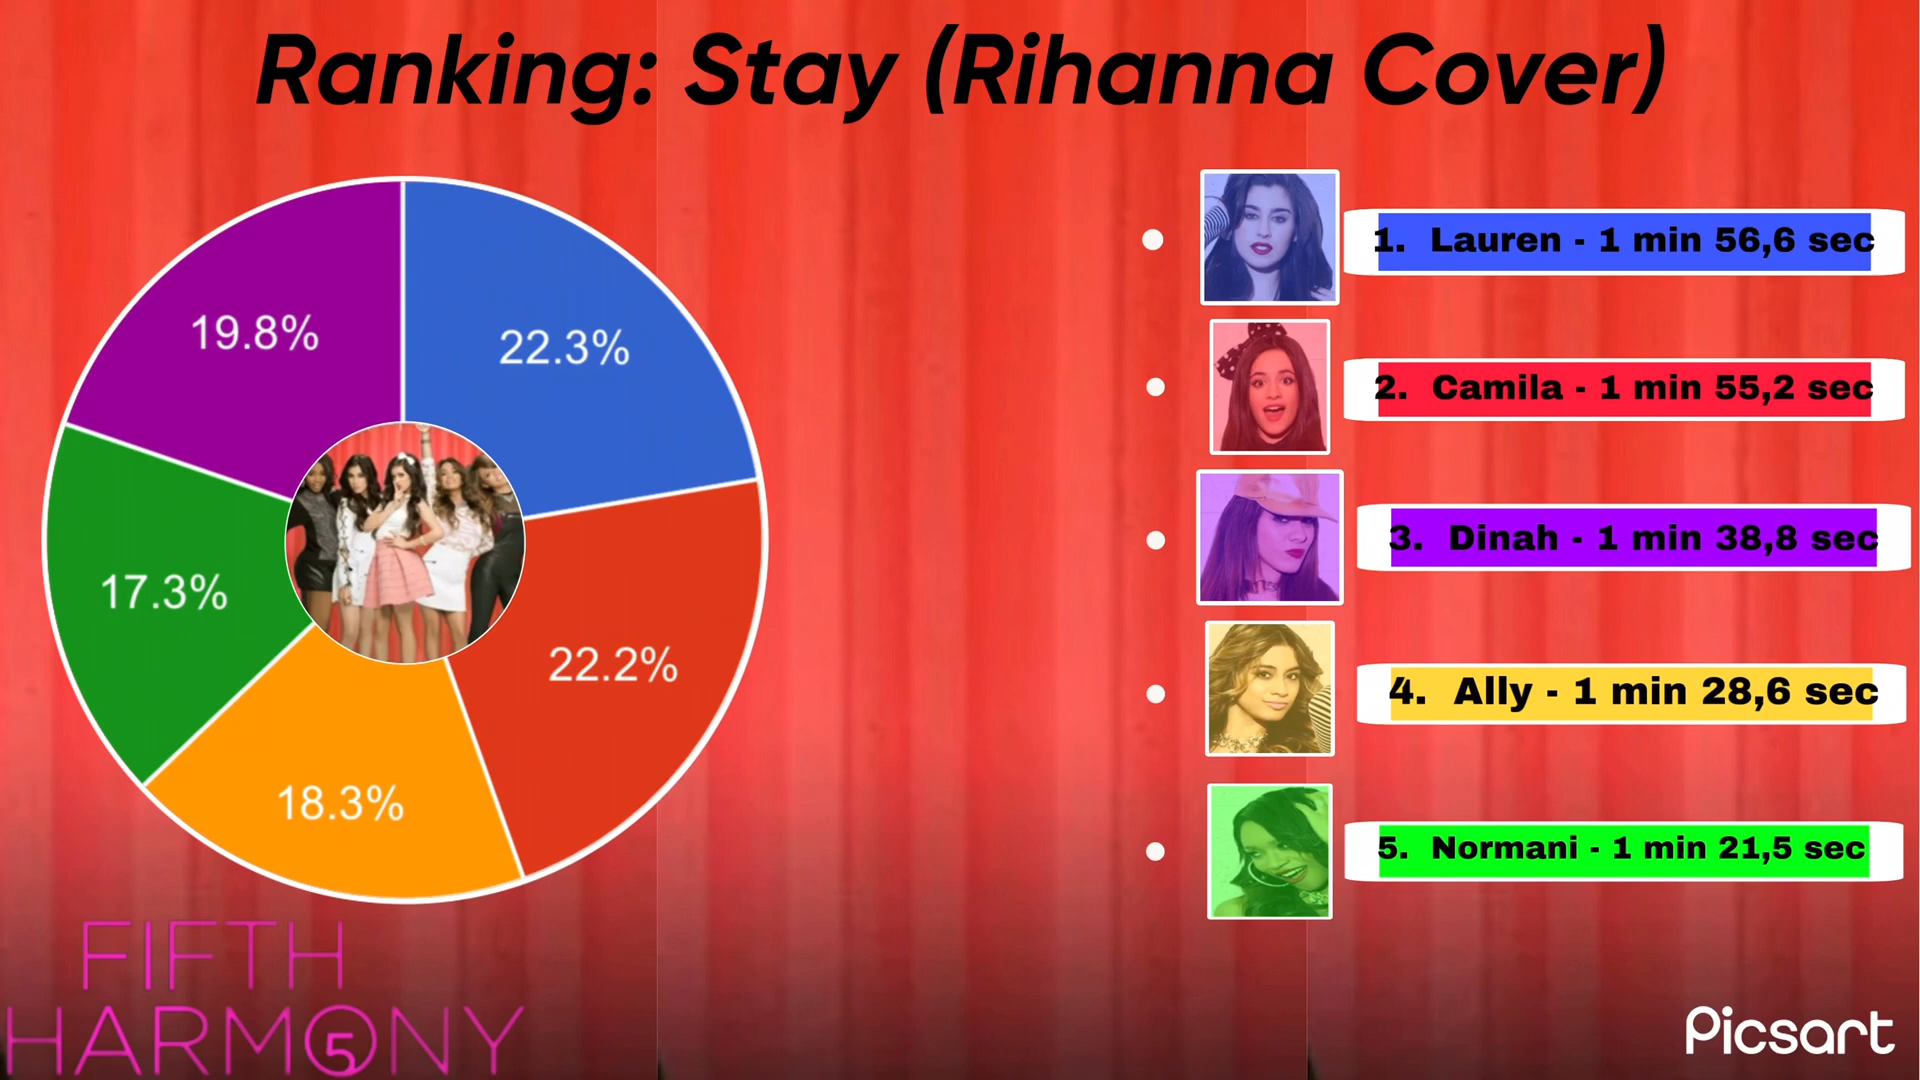 Ranking: Stay (Rihanna Cover)
19.8%
22.3%
17.3%
22.2%
18.3%
1. Lauren - 1 min 56,6 sec
2. Camila - 1 min 55,2 sec
3. Dinah - 1 min 38,8 sec
4. Ally - 1 min 28,6 sec
5. Normani - 1 min 21,5 sec
FIFTH
HARM5NY
Picsart